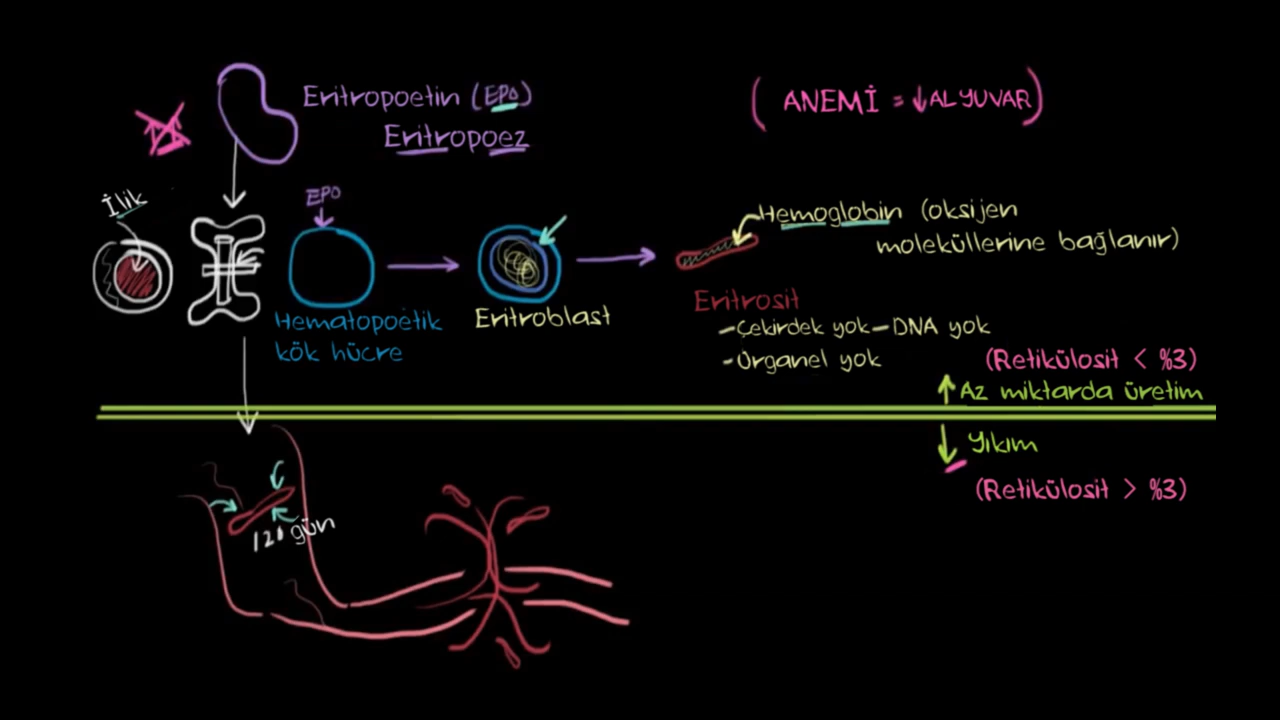 Eritropoetin (EPO)
Eritropoez
( ANEMİ = ↓ ALYUVAR)
İlik
EPO
Hemoglobin (oksijen
moleküllerine bağlanır)
Hematopoetik
kök hücre
Eritroblast
Eritrosit
-Çekirdek yok-DNA yok
-Organel yok
(Retikülosit < %3)
↑ Az miktarda üretim
↓ Yıkım
(Retikülosit > %3)
120 gün